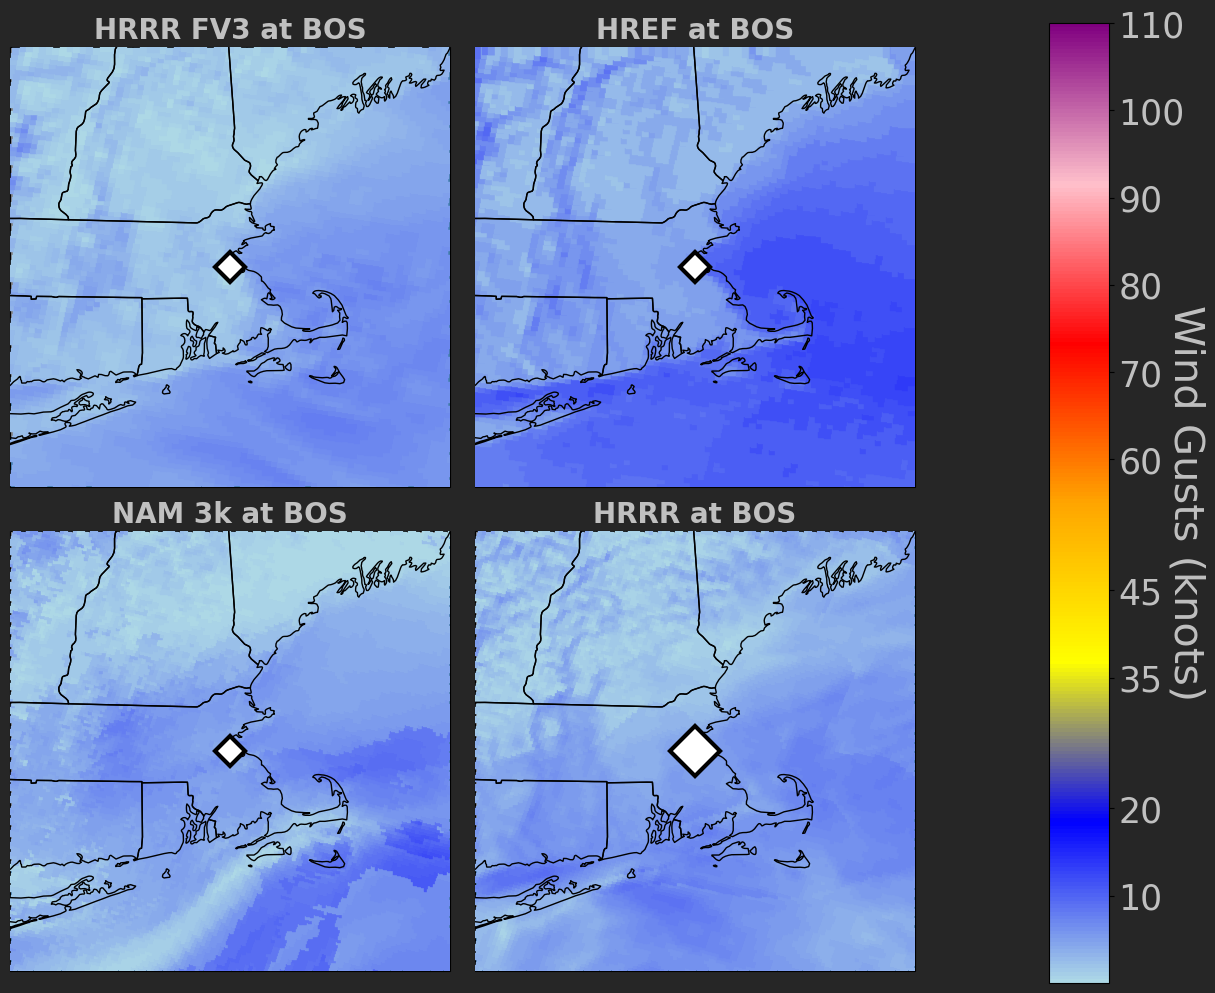 HRRR FV3 at BOS
HREF at BOS
NAM 3k at BOS
HRRR at BOS
110
100
90
80
70
60
45
35
20
10
Wind Gusts (knots)